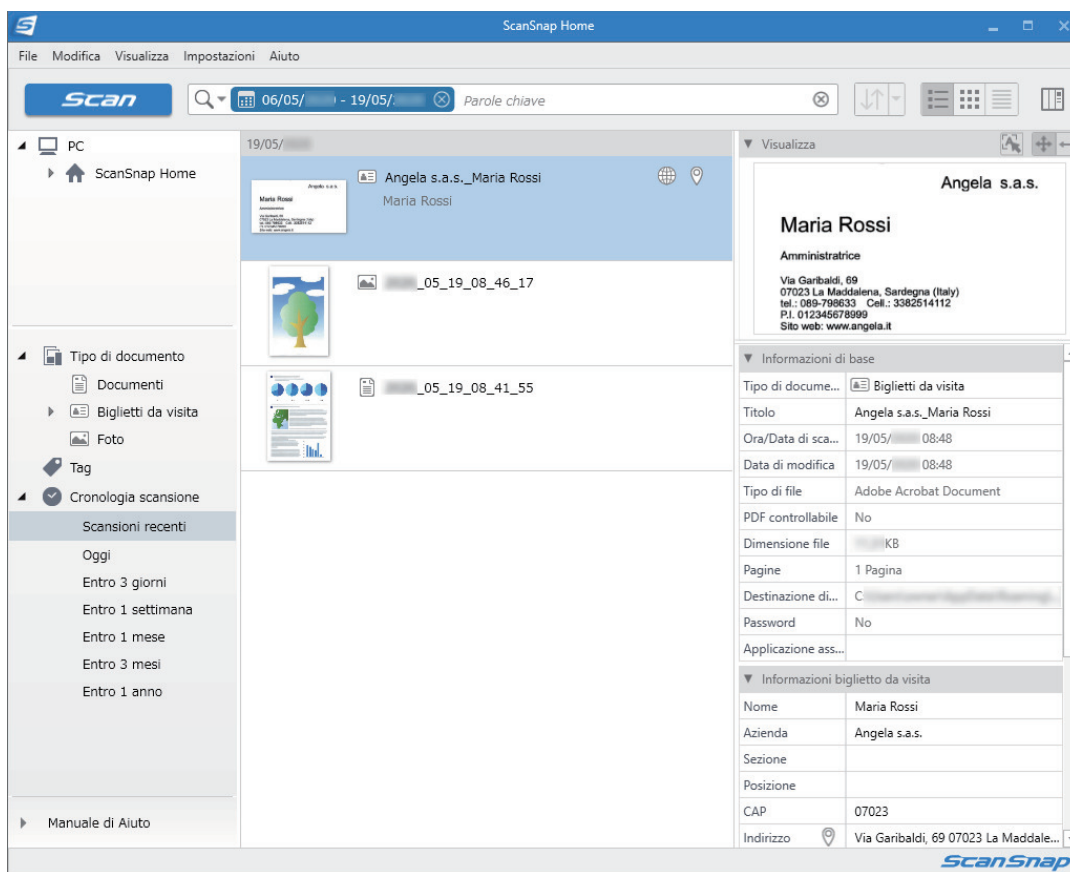 ScanSnap Home
File Modifica Visualizza Impostazioni Aiuto
Scan
06/05/ - 19/05/ Parole chiave
PC
ScanSnap Home
Tipo di documento
Documenti
Biglietti da visita
Foto
Tag
Cronologia scansione
Scansioni recenti
Oggi
Entro 3 giorni
Entro 1 settimana
Entro 1 mese
Entro 3 mesi
Entro 1 anno
Manuale di Aiuto
19/05/
Angela s.a.s.
Maria Rossi
Angela s.a.s._Maria Rossi
Maria Rossi
_05_19_08_46_17
_05_19_08_41_55
Visualizza
Angela s.a.s.
Maria Rossi
Amministratrice
Via Garibaldi, 69
07023 La Maddalena, Sardegna (Italy)
tel.: 089-798633 Cell.: 3382514112
P.I. 012345678999
Sito web: www.angela.it
Informazioni di base
Tipo di docume... Biglietti da visita
Titolo Angela s.a.s._Maria Rossi
Ora/Data di sca... 19/05/ 08:48
Data di modifica 19/05/ 08:48
Tipo di file Adobe Acrobat Document
PDF controllabile No
Dimensione file KB
Pagine 1 Pagina
Destinazione di... C
Password No
Applicazione ass...
Informazioni biglietto da visita
Nome Maria Rossi
Azienda Angela s.a.s.
Sezione
Posizione
CAP 07023
Indirizzo Via Garibaldi, 69 07023 La Maddale...
ScanSnap